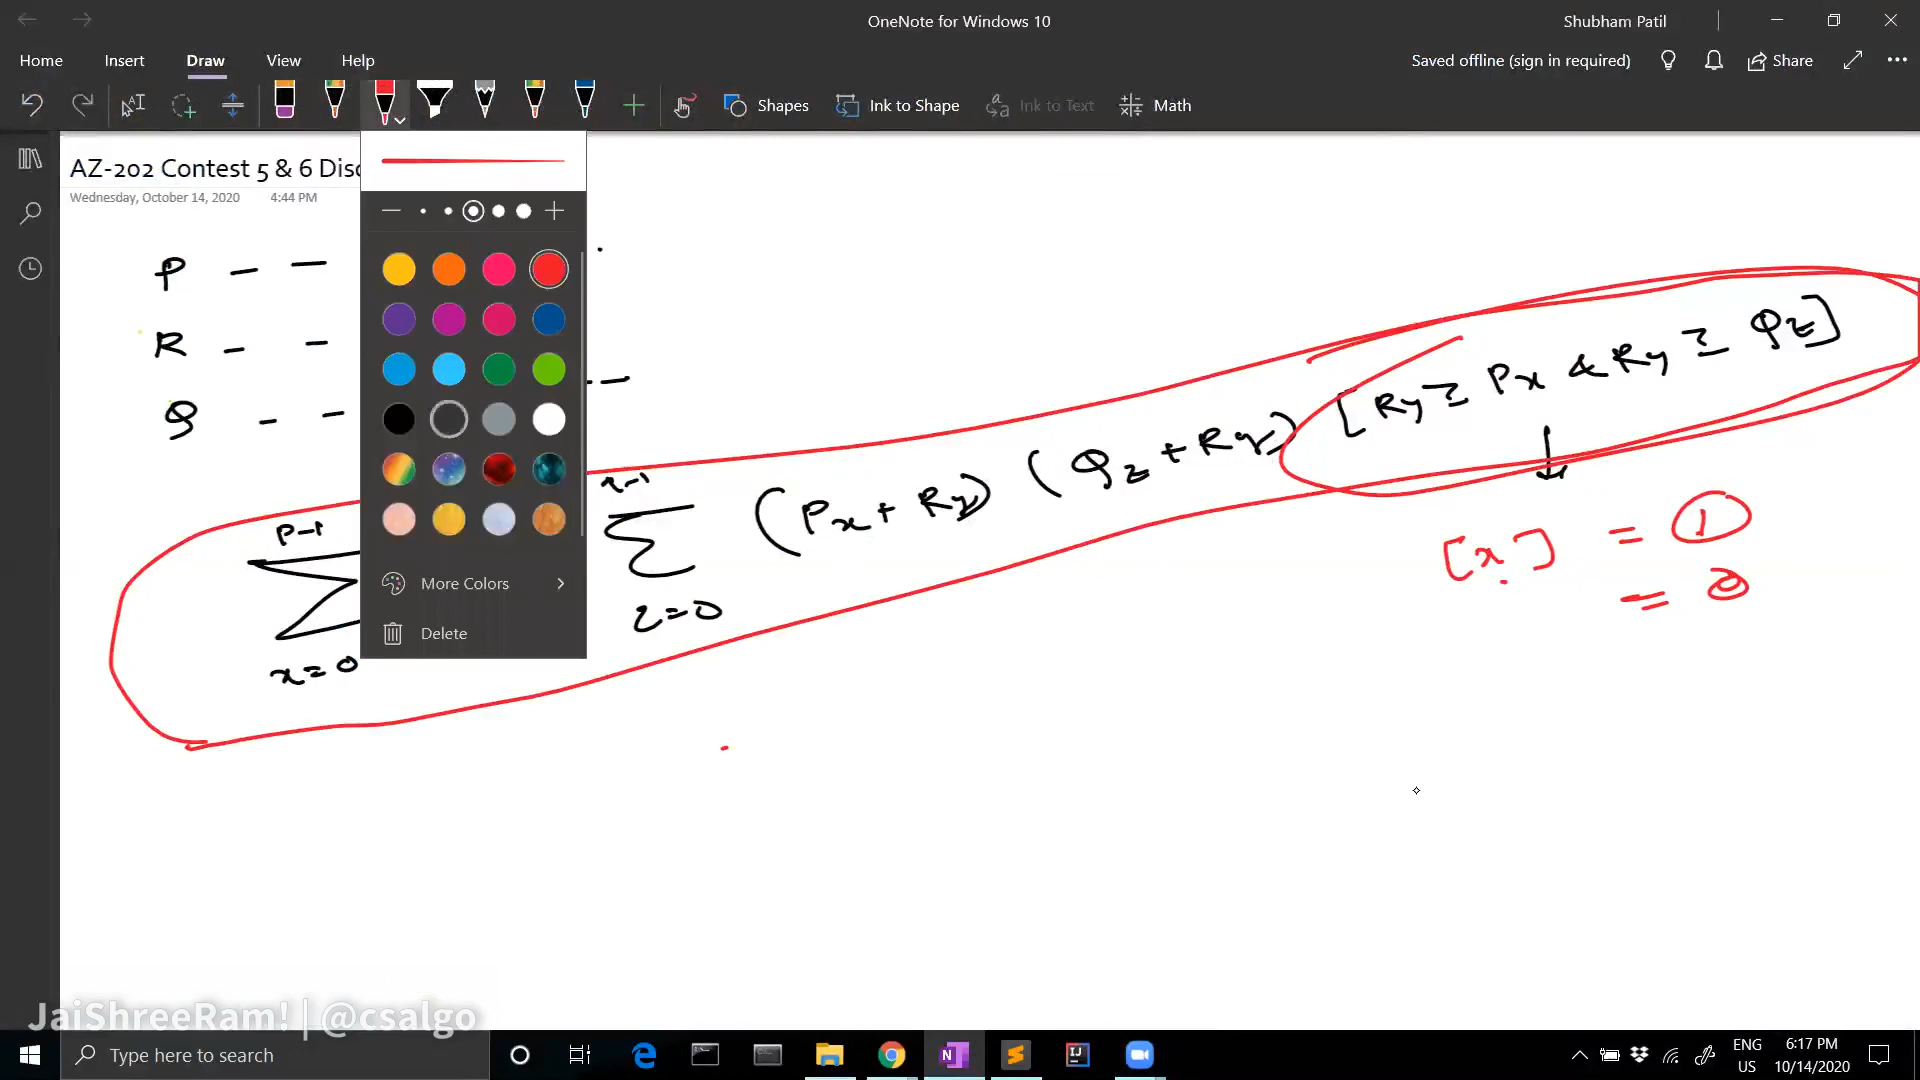 OneNote for Windows 10
Shubham Patil
Home Insert Draw View Help
Saved offline (sign in required)
Share
Shapes Ink to Shape Ink to Text Math
AZ-202 Contest 5 & 6 Disc
Wednesday, October 14, 2020 4:44 PM
P - -
R - -
Q - -
- -
P-1
Σ
x=0
r-1
Σ
z=0
(Px + Ry) (Qz + Ry) [Ry ≥ Px & Ry ≥ Qz]
↓
[x] = 1
= 0
More Colors
Delete
JaiShreeRam! | @csalgo
Type here to search
ENG
US
6:17 PM
10/14/2020